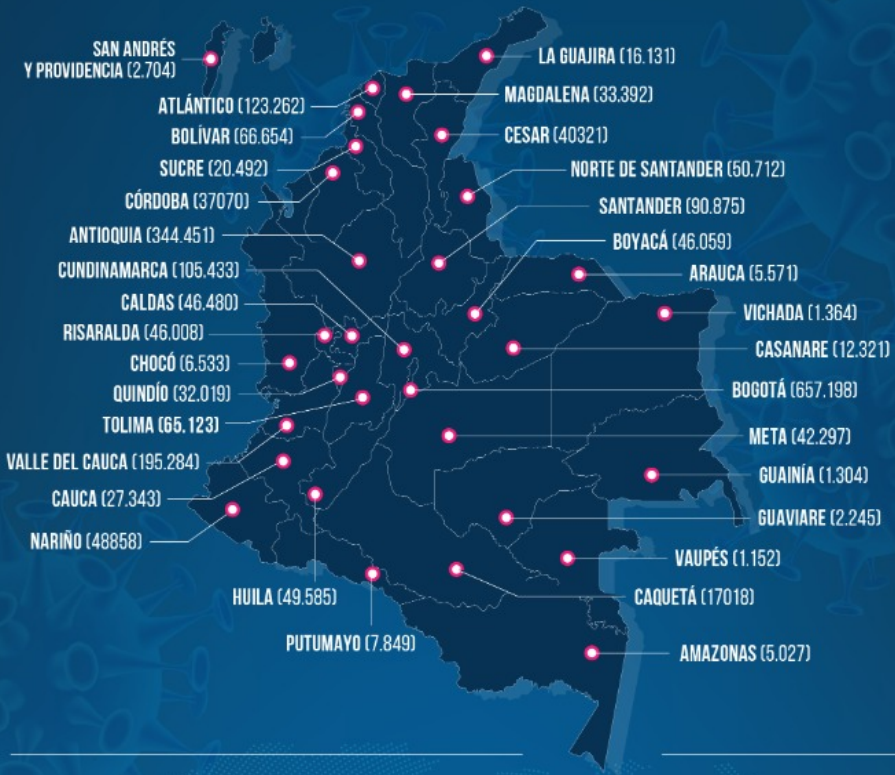 SAN ANDRÉS
Y PROVIDENCIA (2.704)
ATLÁNTICO (123.262)
BOLÍVAR (66.654)
SUCRE (20.492)
CÓRDOBA (37070)
ANTIOQUIA (344.451)
CUNDINAMARCA (105.433)
CALDAS (46.480)
RISARALDA (46.008)
CHOCÓ (6.533)
QUINDÍO (32.019)
TOLIMA (65.123)
VALLE DEL CAUCA (195.284)
CAUCA (27.343)
NARIÑO (48858)
HUILA (49.585)
PUTUMAYO (7.849)
LA GUAJIRA (16.131)
MAGDALENA (33.392)
CESAR (40321)
NORTE DE SANTANDER (50.712)
SANTANDER (90.875)
BOYACÁ (46.059)
ARAUCA (5.571)
VICHADA (1.364)
CASANARE (12.321)
BOGOTÁ (657.198)
META (42.297)
GUAINÍA (1.304)
GUAVIARE (2.245)
VAUPÉS (1.152)
CAQUETÁ (17018)
AMAZONAS (5.027)